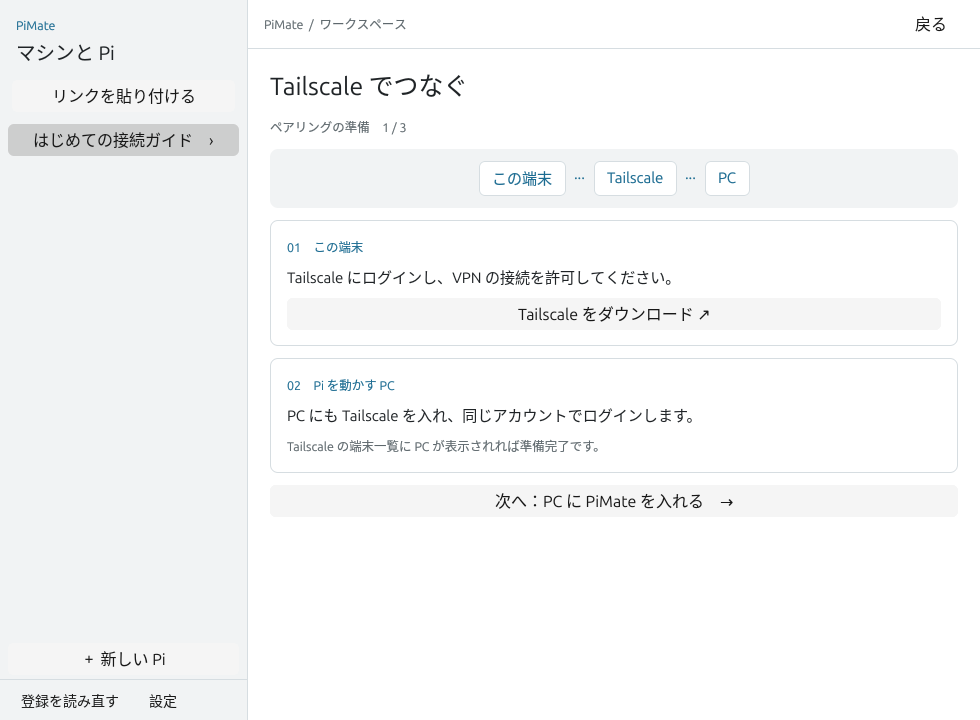 PiMate
マシンと Pi
リンクを貼り付ける
はじめての接続ガイド ›
+ 新しい Pi
登録を読み直す 設定
PiMate / ワークスペース
戻る
Tailscale でつなぐ
ペアリングの準備 1 / 3
この端末 ··· Tailscale ··· PC
01 この端末
Tailscale にログインし、VPN の接続を許可してください。
Tailscale をダウンロード ↗
02 Pi を動かす PC
PC にも Tailscale を入れ、同じアカウントでログインします。
Tailscale の端末一覧に PC が表示されれば準備完了です。
次へ：PC に PiMate を入れる →